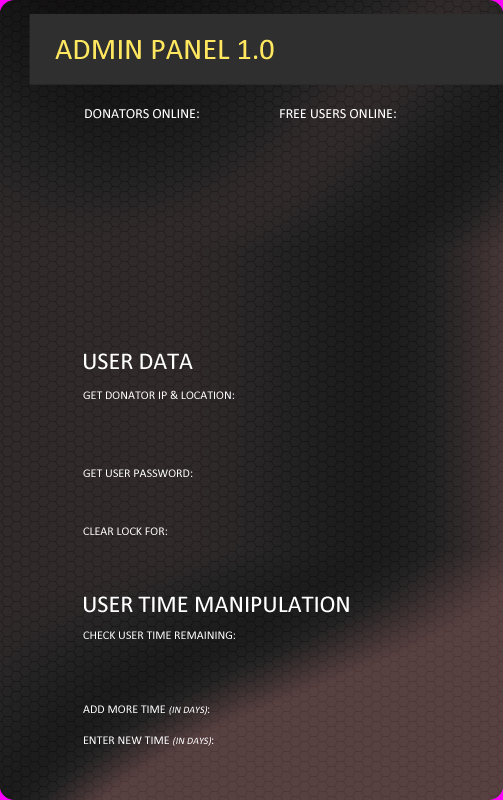 ADMIN PANEL 1.0
DONATORS ONLINE: FREE USERS ONLINE:
USER DATA
GET DONATOR IP & LOCATION:
GET USER PASSWORD:
CLEAR LOCK FOR:
USER TIME MANIPULATION
CHECK USER TIME REMAINING:
ADD MORE TIME (IN DAYS):
ENTER NEW TIME (IN DAYS):